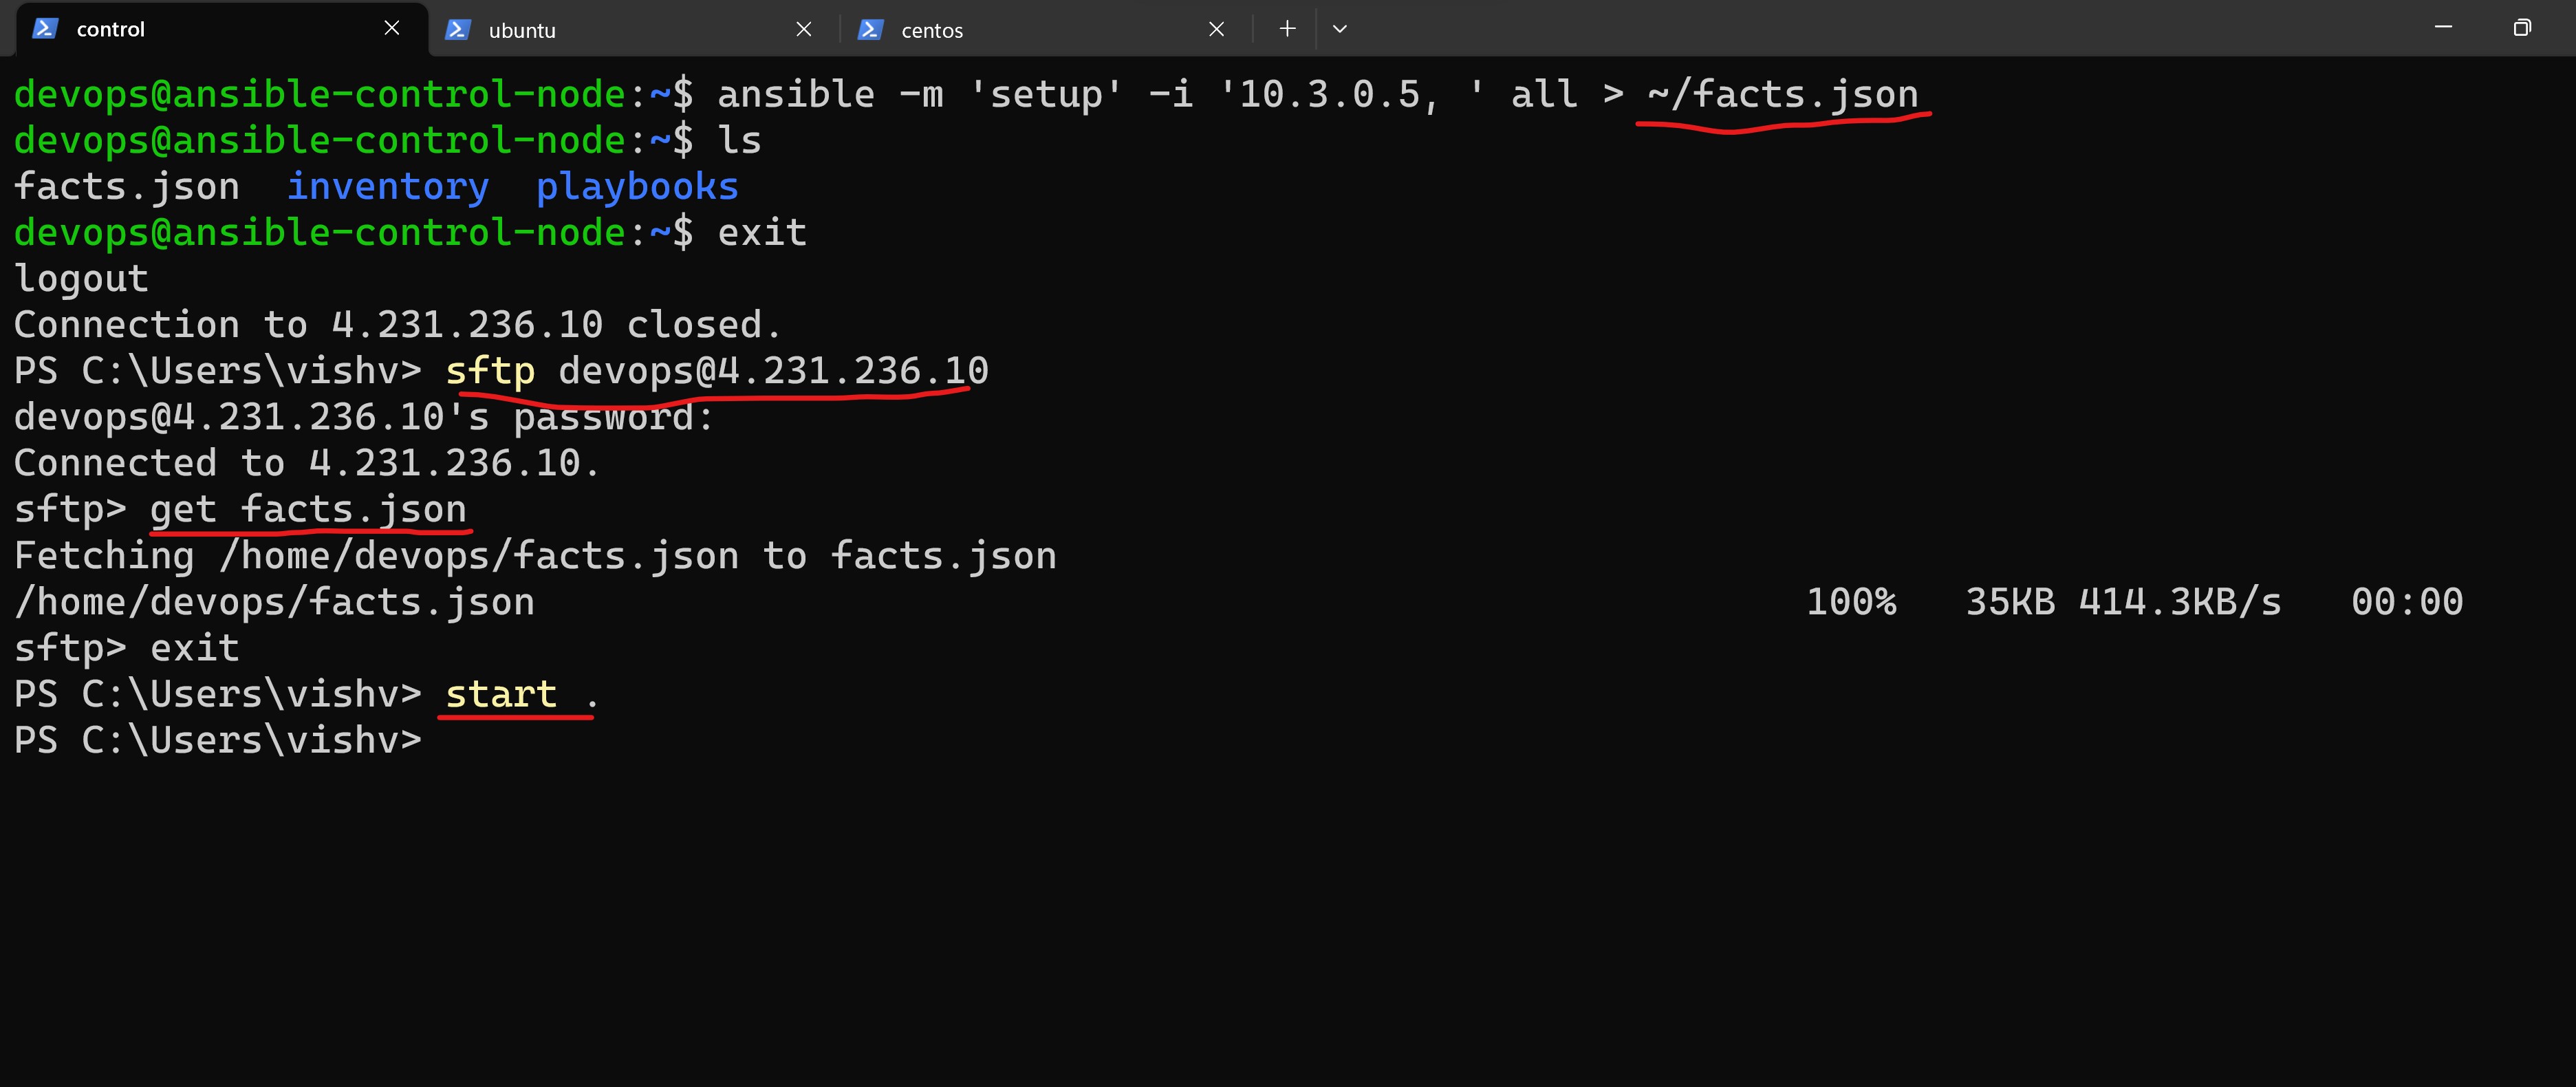 control ubuntu centos
devops@ansible-control-node:~$ ansible -m 'setup' -i '10.3.0.5, ' all > ~/facts.json
devops@ansible-control-node:~$ ls
facts.json  inventory  playbooks
devops@ansible-control-node:~$ exit
logout
Connection to 4.231.236.10 closed.
PS C:\Users\vishv> sftp devops@4.231.236.10
devops@4.231.236.10's password:
Connected to 4.231.236.10.
sftp> get facts.json
Fetching /home/devops/facts.json to facts.json
/home/devops/facts.json 100% 35KB 414.3KB/s 00:00
sftp> exit
PS C:\Users\vishv> start .
PS C:\Users\vishv>